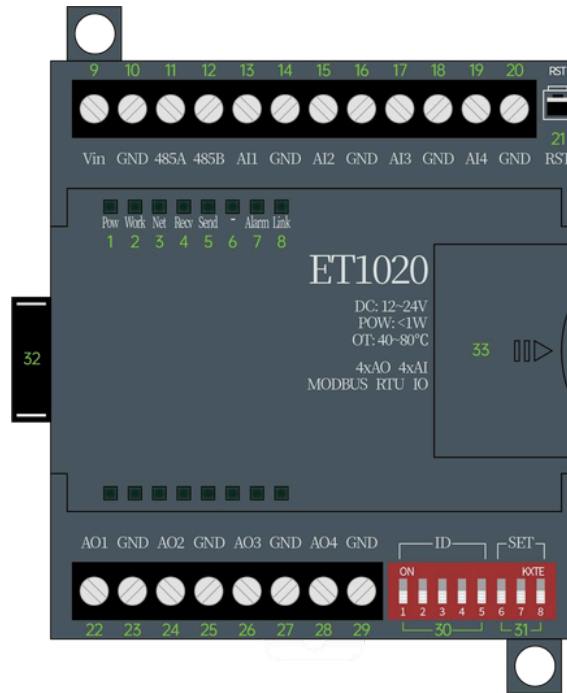 9 10 11 12 13 14 15 16 17 18 19 20 RST
21
Vin GND 485A 485B AI1 GND AI2 GND AI3 GND AI4 GND RST
Pow Work Net Recv Send - Alarm Link
1 2 3 4 5 6 7 8
ET1020
DC: 12~24V
POW: <1W
OT: 40~80℃
4xAO 4xAI
MODBUS RTU IO
32
33
AO1 GND AO2 GND AO3 GND AO4 GND ID SET
ON KXTE
1 2 3 4 5 6 7 8
22 23 24 25 26 27 28 29 30 31